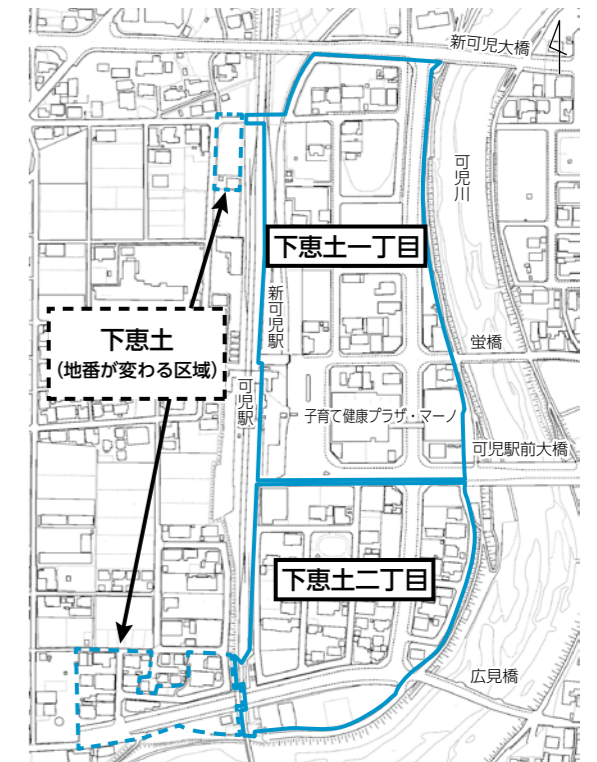 新可児大橋
可児川
下恵土一丁目
新可児駅
下恵土
(地番が変わる区域)
蛍橋
可児駅
子育て健康プラザ・マーノ
可児駅前大橋
下恵土二丁目
広見橋